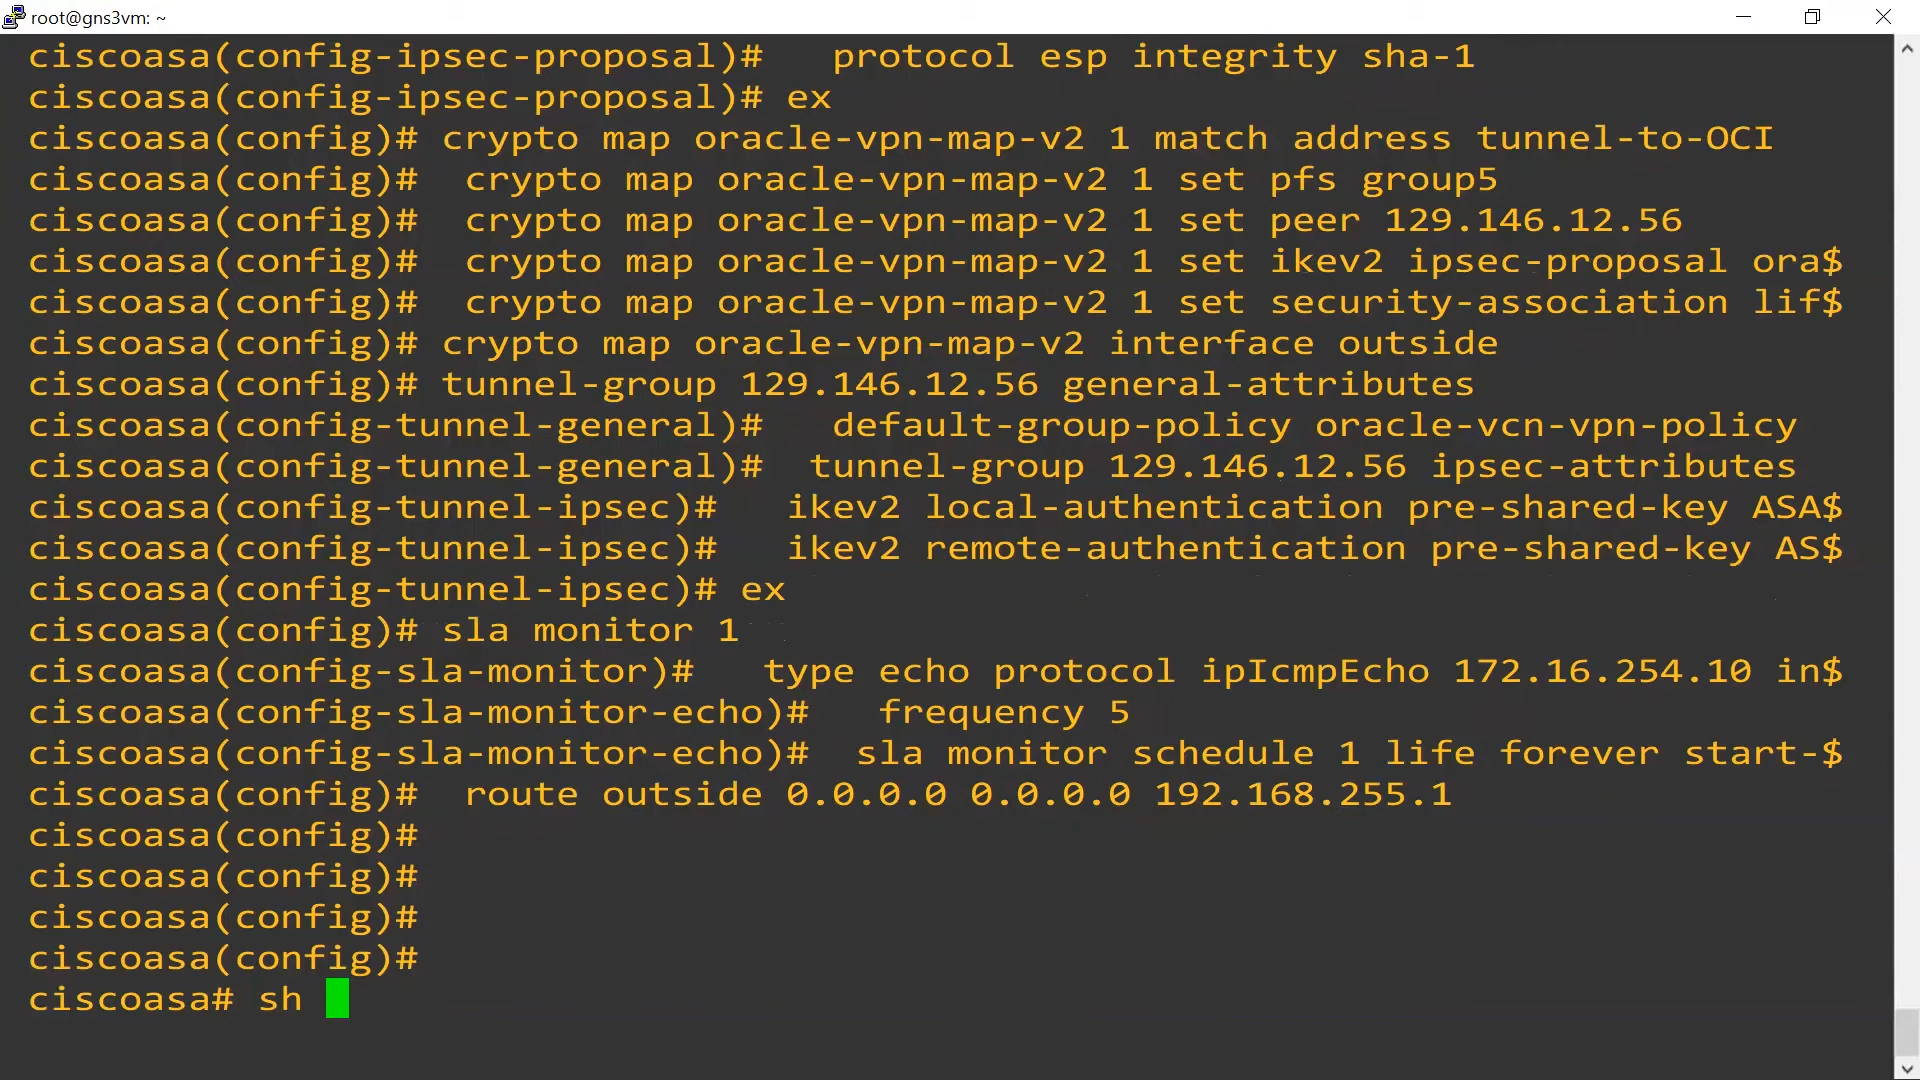 root@gns3vm: ~
ciscoasa(config-ipsec-proposal)#   protocol esp integrity sha-1
ciscoasa(config-ipsec-proposal)# ex
ciscoasa(config)# crypto map oracle-vpn-map-v2 1 match address tunnel-to-OCI
ciscoasa(config)#  crypto map oracle-vpn-map-v2 1 set pfs group5
ciscoasa(config)#  crypto map oracle-vpn-map-v2 1 set peer 129.146.12.56
ciscoasa(config)#  crypto map oracle-vpn-map-v2 1 set ikev2 ipsec-proposal ora$
ciscoasa(config)#  crypto map oracle-vpn-map-v2 1 set security-association lif$
ciscoasa(config)# crypto map oracle-vpn-map-v2 interface outside
ciscoasa(config)# tunnel-group 129.146.12.56 general-attributes
ciscoasa(config-tunnel-general)#   default-group-policy oracle-vcn-vpn-policy
ciscoasa(config-tunnel-general)#  tunnel-group 129.146.12.56 ipsec-attributes
ciscoasa(config-tunnel-ipsec)#   ikev2 local-authentication pre-shared-key ASA$
ciscoasa(config-tunnel-ipsec)#   ikev2 remote-authentication pre-shared-key AS$
ciscoasa(config-tunnel-ipsec)# ex
ciscoasa(config)# sla monitor 1
ciscoasa(config-sla-monitor)#   type echo protocol ipIcmpEcho 172.16.254.10 in$
ciscoasa(config-sla-monitor-echo)#   frequency 5
ciscoasa(config-sla-monitor-echo)#  sla monitor schedule 1 life forever start-$
ciscoasa(config)#  route outside 0.0.0.0 0.0.0.0 192.168.255.1
ciscoasa(config)#
ciscoasa(config)#
ciscoasa(config)#
ciscoasa(config)#
ciscoasa# sh